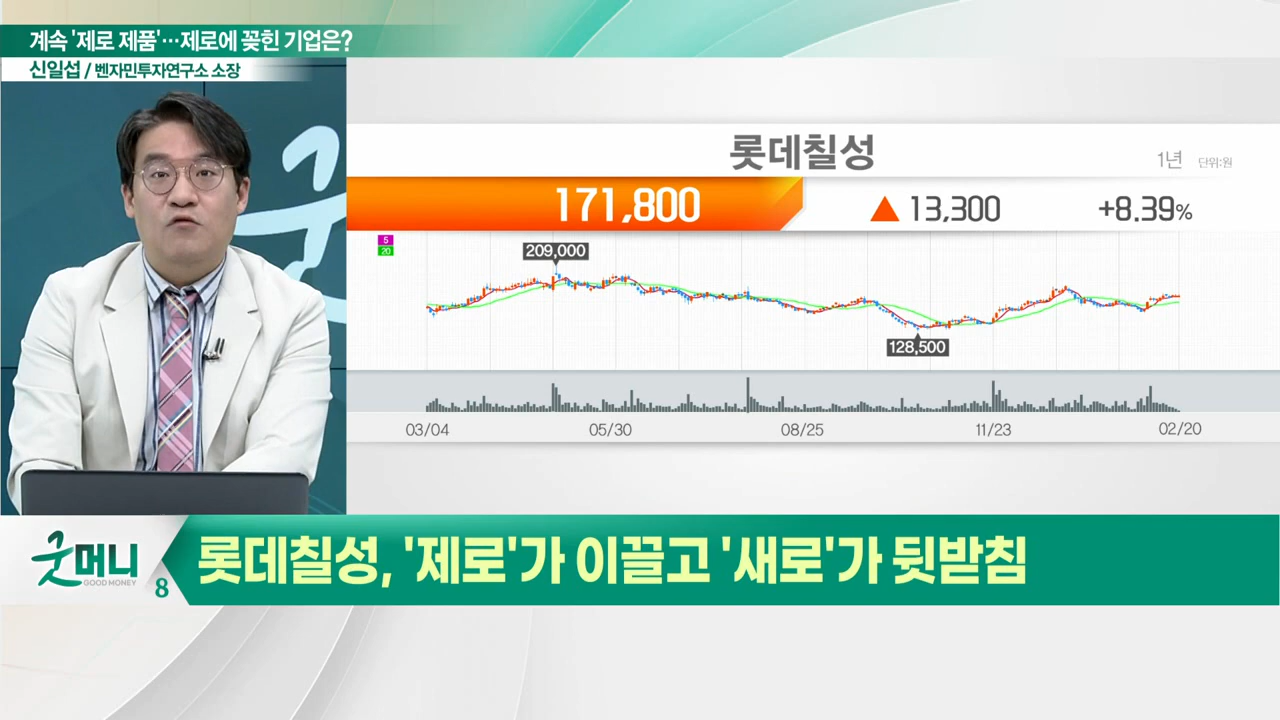 계속 '제로 제품'…제로에 꽂힌 기업은?
신일섭 / 벤자민투자연구소 소장
롯데칠성
1년 단위:원
171,800 ▲ 13,300 +8.39%
5
20
209,000
128,500
03/04 05/30 08/25 11/23 02/20
굿머니
GOOD MONEY
8
롯데칠성, '제로'가 이끌고 '새로'가 뒷받침